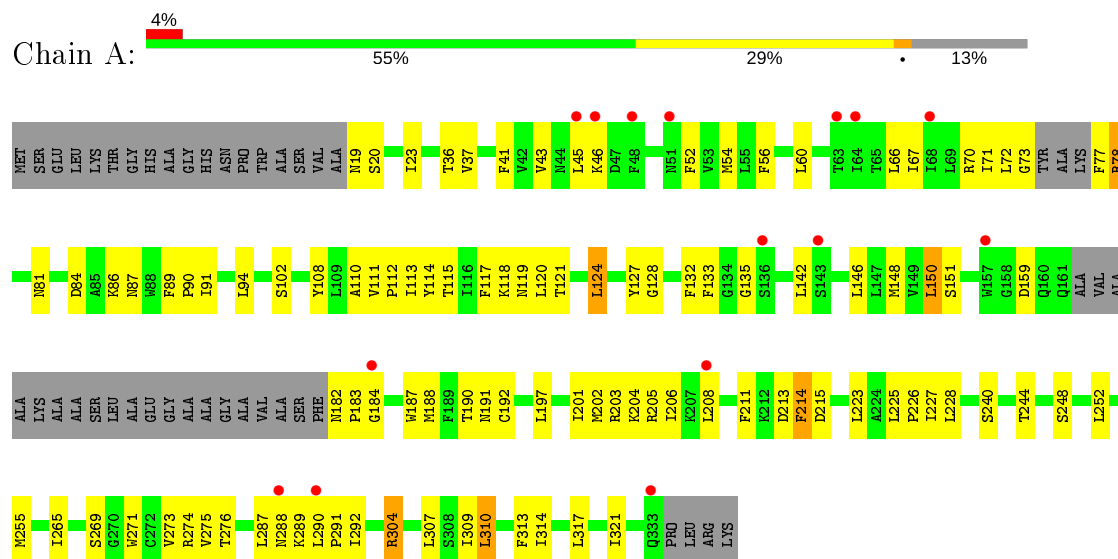 4%
Chain A:
55% 29% • 13%
MET SER GLU LEU LYS THR GLY HIS ALA GLY HIS ASN PRO TRP ALA SER VAL ALA N19 S20 I23 T36 V37 F41 V42 V43 N44 L45 K46 D47 F48 N51 F52 V53 M54 L55 F56 L60 T63 I64 T65 L66 I67 I68 L69 R70 I71 L72 G73 TYR ALA LYS F77
N81 D84 A85 K86 N87 W88 F89 P90 I91 L94 S102 Y108 L109 A110 V111 P112 I113 Y114 T115 I116 F117 K118 N119 L120 T121 L124 Y127 G128 F132 F133 G134 G135 S136 L142 S143 L146 L147 M148 V149 L150 S151 W157 G158 D159 Q160 Q161 ALA VAL ALA
ALA LYS ALA ALA SER LEU ALA GLU GLY ALA ALA GLY ALA VAL ALA SER PHE N182 P183 G184 W187 M188 F189 T190 N191 C192 L197 I201 M202 R203 K204 R205 I206 K207 L208 F211 K212 D213 F214 D215 L223 A224 L225 P226 I227 L228 S240 T244 S248 L252
M255 I265 S269 G270 W271 C272 V273 R274 V275 T276 L287 N288 K289 L290 P291 I292 R304 L307 S308 I309 L310 F313 I314 L317 I321 Q333 PRO LEU ARG LYS